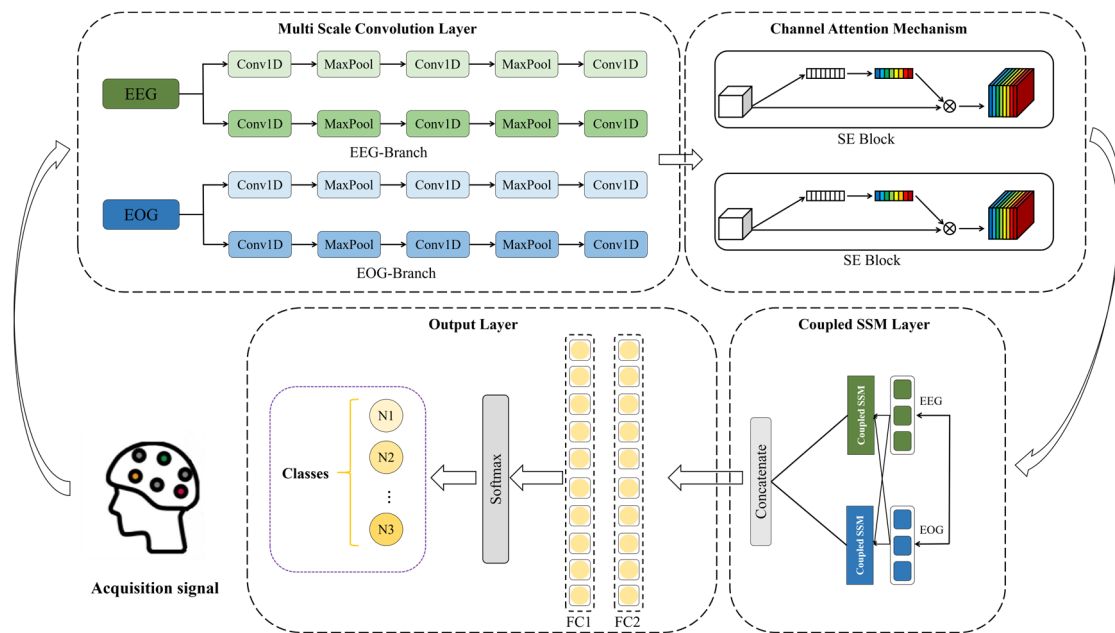 Multi Scale Convolution Layer
EEG
Conv1D MaxPool Conv1D MaxPool Conv1D
Conv1D MaxPool Conv1D MaxPool Conv1D
EEG-Branch
EOG
Conv1D MaxPool Conv1D MaxPool Conv1D
Conv1D MaxPool Conv1D MaxPool Conv1D
EOG-Branch
Channel Attention Mechanism
SE Block
SE Block
Coupled SSM Layer
EEG
Coupled SSM
EOG
Coupled SSM
Concatenate
Output Layer
FC1 FC2
Softmax
Classes
N1
N2
⋮
N3
Acquisition signal